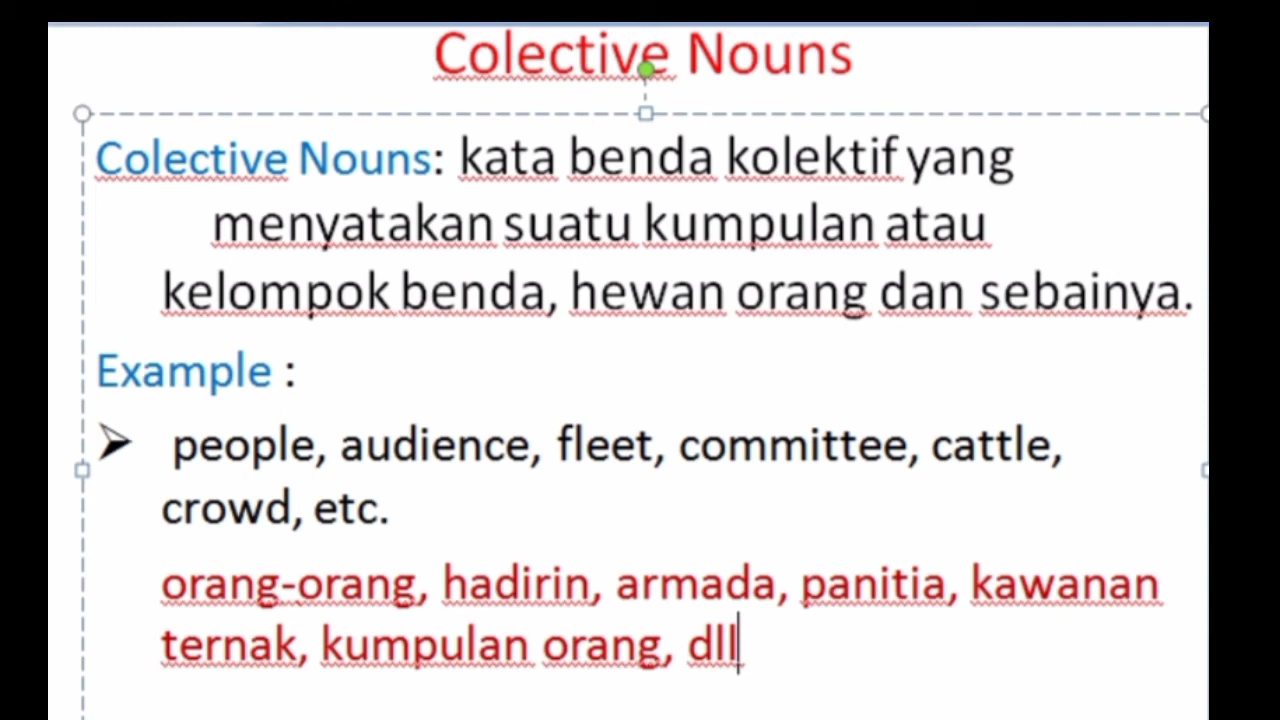 Colective Nouns
Colective Nouns: kata benda kolektif yang
menyatakan suatu kumpulan atau
kelompok benda, hewan orang dan sebainya.
Example :
➢ people, audience, fleet, committee, cattle,
crowd, etc.
orang-orang, hadirin, armada, panitia, kawanan
ternak, kumpulan orang, dll